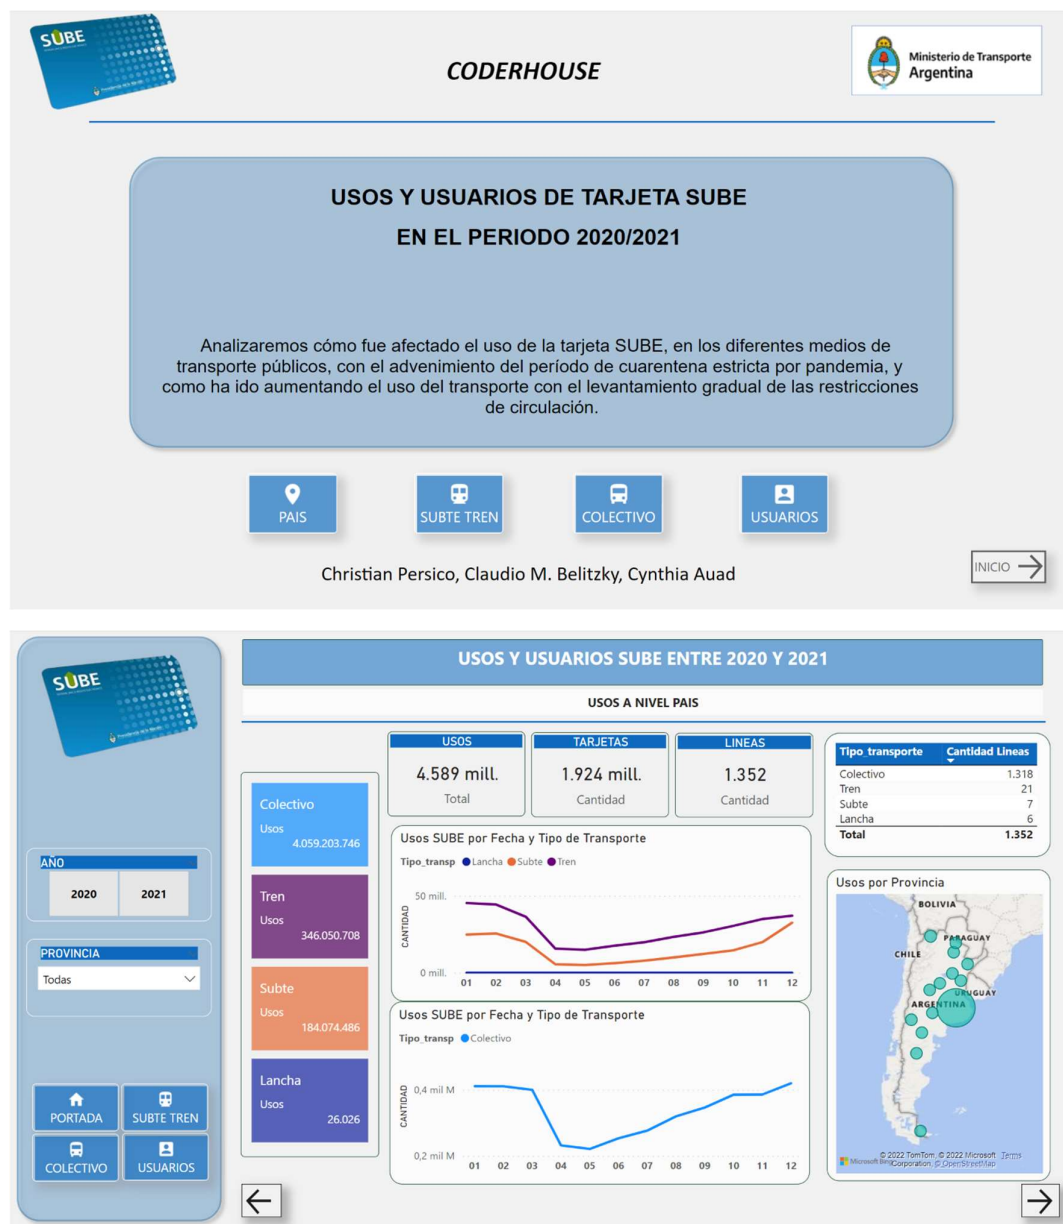 SUBE
CODERHOUSE
Ministerio de Transporte
Argentina
USOS Y USUARIOS DE TARJETA SUBE
EN EL PERIODO 2020/2021
Analizaremos cómo fue afectado el uso de la tarjeta SUBE, en los diferentes medios de
transporte públicos, con el advenimiento del período de cuarentena estricta por pandemia, y
como ha ido aumentando el uso del transporte con el levantamiento gradual de las restricciones
de circulación.
PAIS
SUBTE TREN
COLECTIVO
USUARIOS
Christian Persico, Claudio M. Belitzky, Cynthia Auad
INICIO
SUBE
AÑO
2020 2021
PROVINCIA
Todas
PORTADA
SUBTE TREN
COLECTIVO
USUARIOS
USOS Y USUARIOS SUBE ENTRE 2020 Y 2021
USOS A NIVEL PAIS
Colectivo
Usos
4.059.203.746
Tren
Usos
346.050.708
Subte
Usos
184.074.486
Lancha
Usos
26.026
USOS
4.589 mill.
Total
TARJETAS
1.924 mill.
Cantidad
LINEAS
1.352
Cantidad
Usos SUBE por Fecha y Tipo de Transporte
Tipo_transp Lancha Subte Tren
CANTIDAD
50 mill.
0 mill.
01 02 03 04 05 06 07 08 09 10 11 12
Usos SUBE por Fecha y Tipo de Transporte
Tipo_transp Colectivo
CANTIDAD
0,4 mil M
0,2 mil M
01 02 03 04 05 06 07 08 09 10 11 12
Tipo_transporte Cantidad Lineas
Colectivo 1.318
Tren 21
Subte 7
Lancha 6
Total 1.352
Usos por Provincia
BOLIVIA
PARAGUAY
CHILE
URUGUAY
ARGENTINA
© 2022 TomTom, © 2022 Microsoft Terms
Microsoft Bing Corporation, © OpenStreetMap